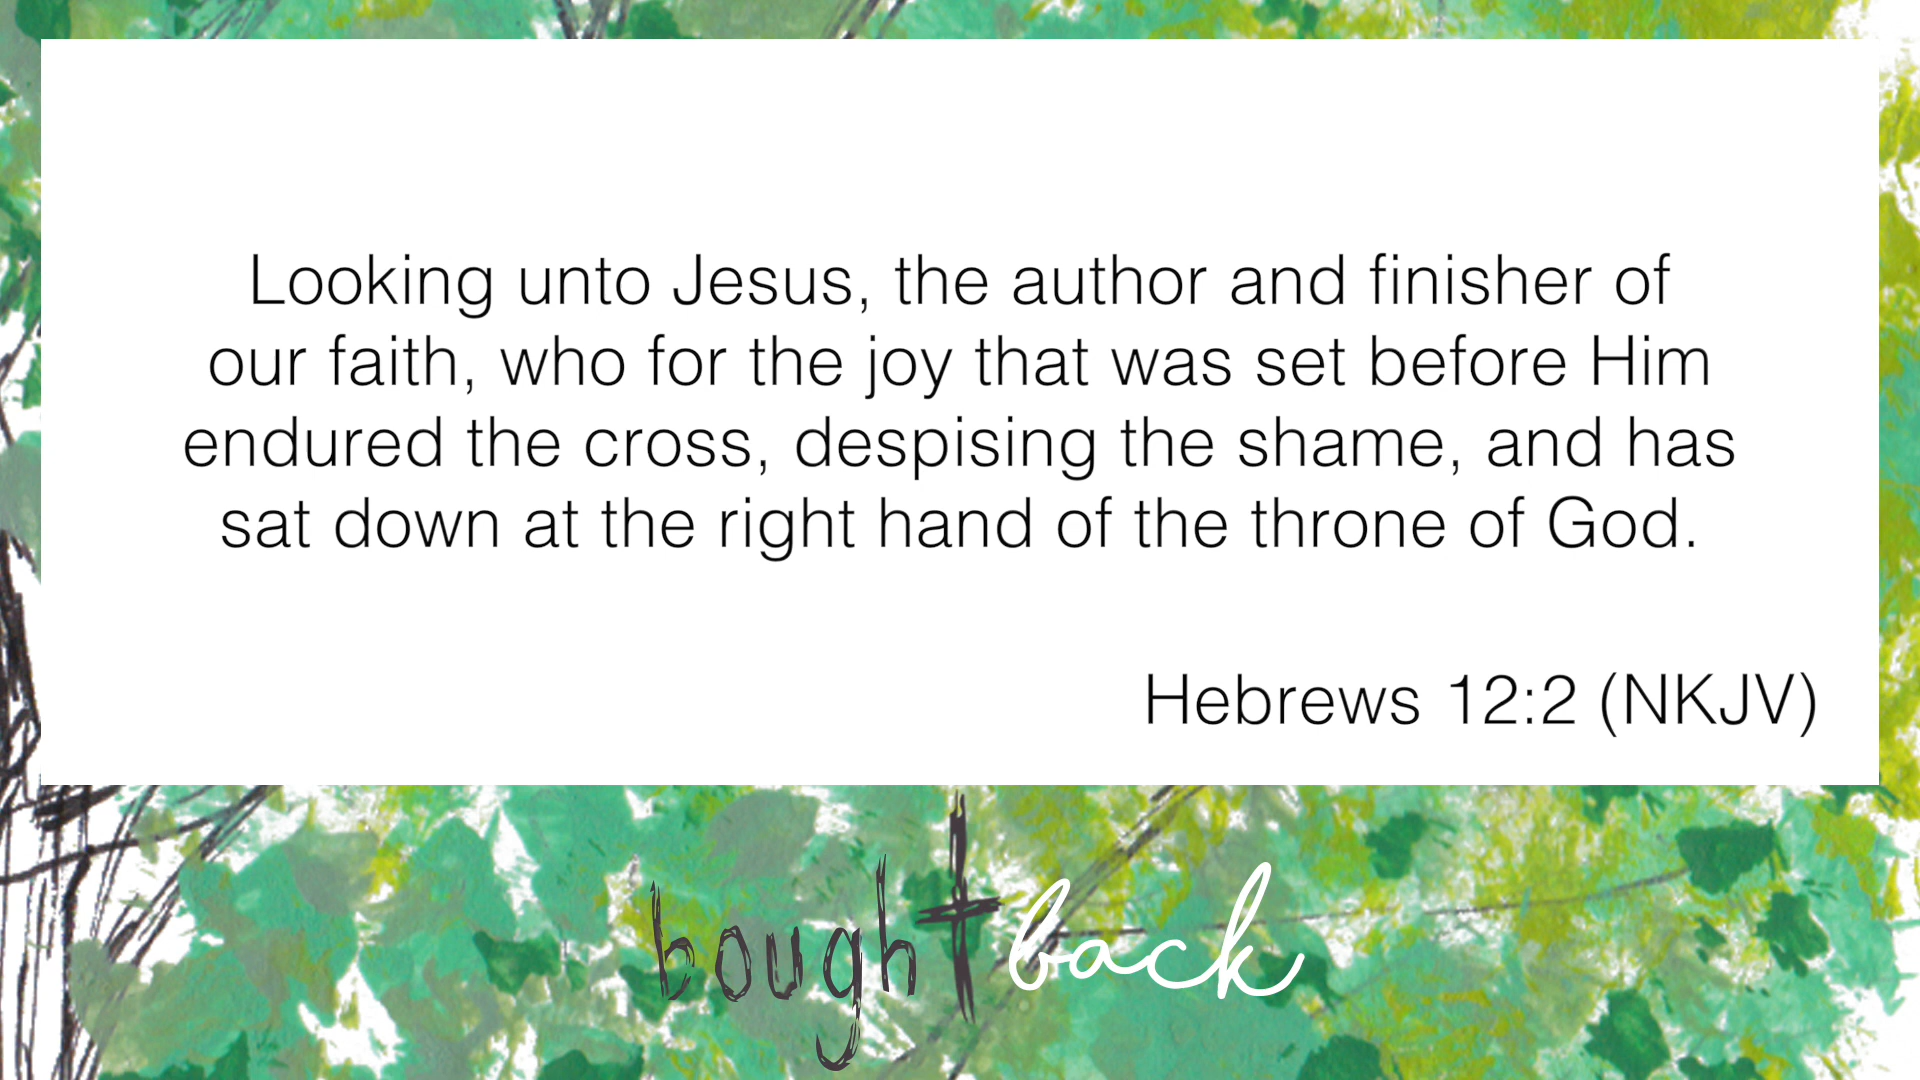 Looking unto Jesus, the author and finisher of
our faith, who for the joy that was set before Him
endured the cross, despising the shame, and has
sat down at the right hand of the throne of God.
Hebrews 12:2 (NKJV)
bought back